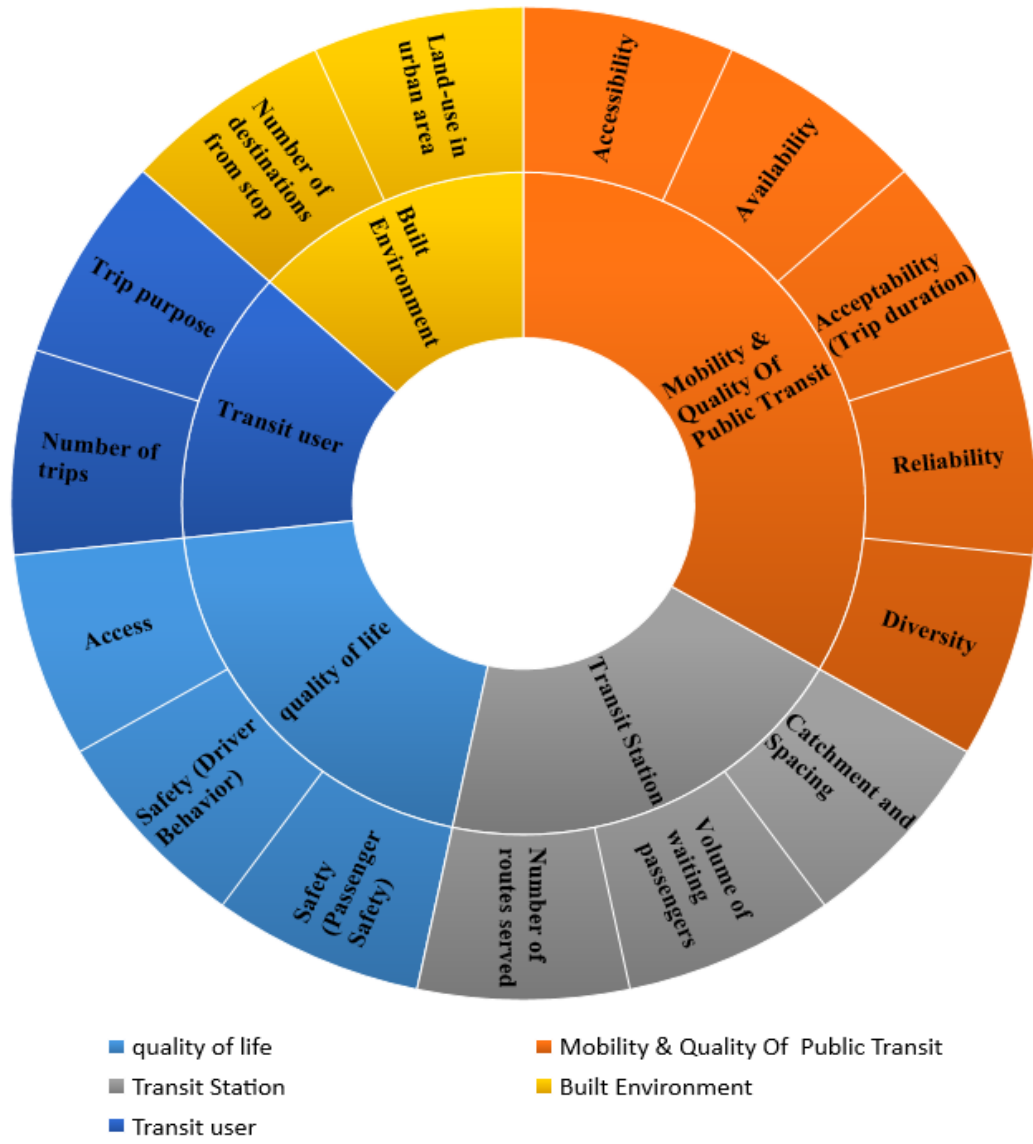 Accessibility
Availability
Acceptability
(Trip duration)
Reliability
Diversity
Mobility &
Quality Of
Public Transit
Catchment and
Spacing
Volume of
waiting
passengers
Number of
routes served
Transit Station
Safety
(Passenger
Safety)
Safety (Driver
Behavior)
Access
quality of life
Number of
trips
Trip purpose
Transit user
Number of
destinations
from stop
Land-use in
urban area
Built
Environment
quality of life
Mobility & Quality Of  Public Transit
Transit Station
Built Environment
Transit user